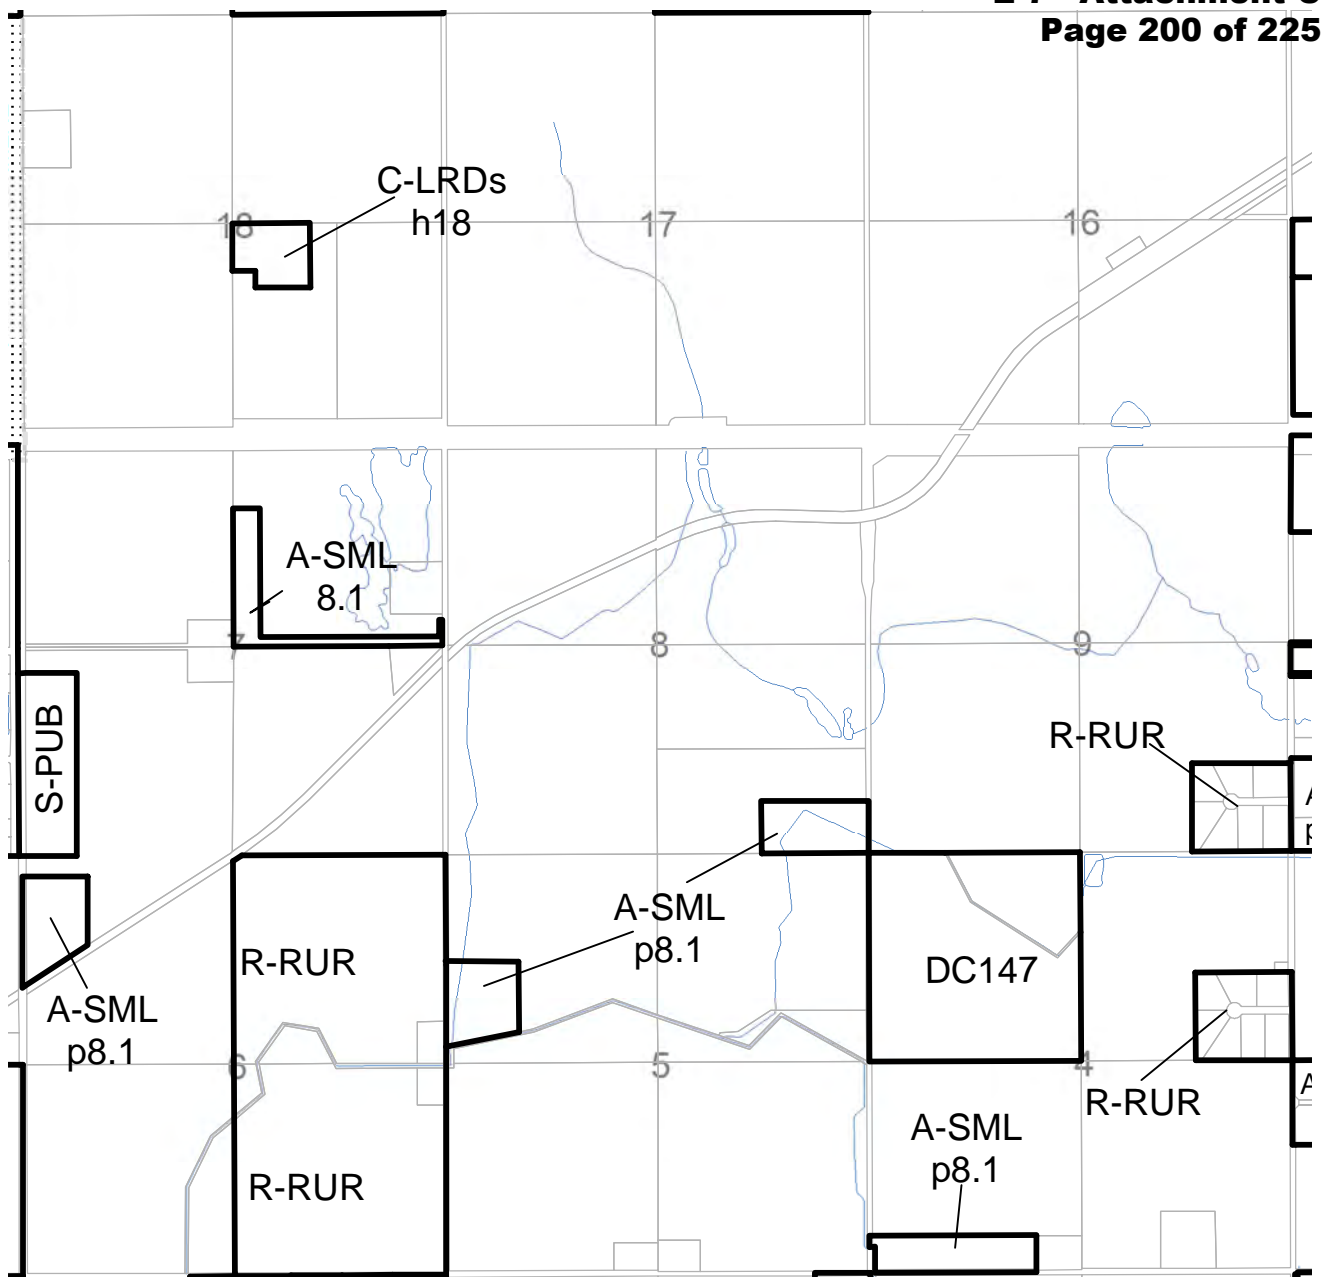 Page 200 of 225
C-LRDs
h18
18
17
16
A-SML
8.1
7
8
9
S-PUB
R-RUR
A-SML
p8.1
R-RUR
DC147
A-SML
p8.1
6
5
4
R-RUR
A-SML
p8.1
R-RUR